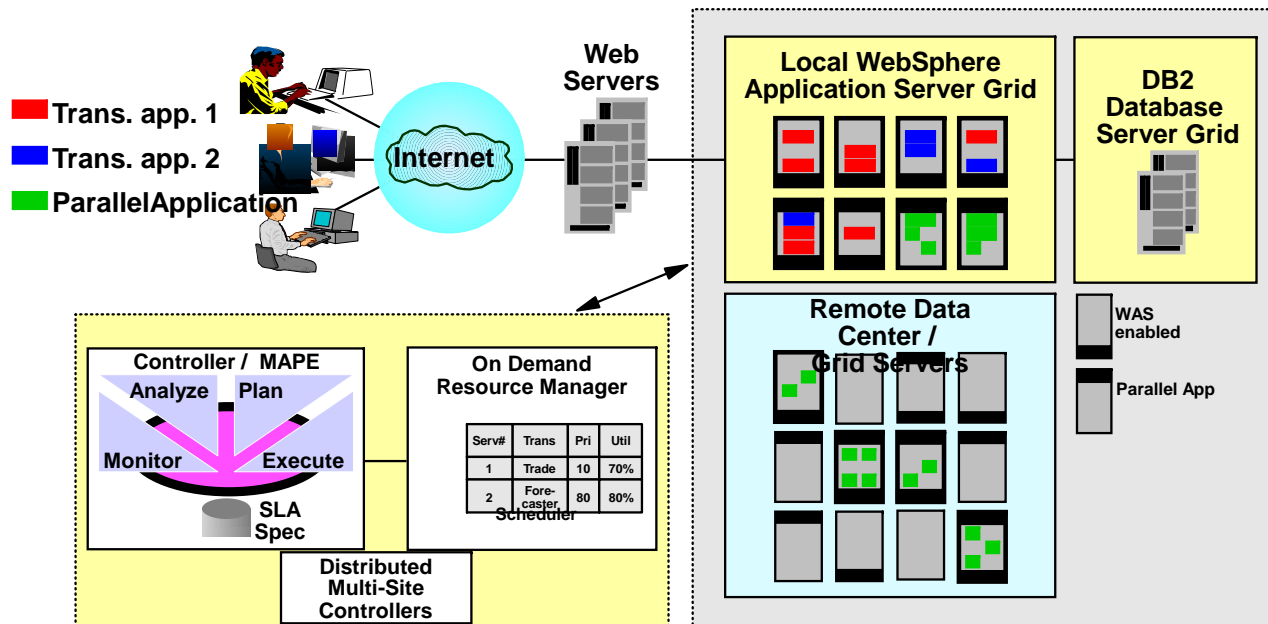 Trans. app. 1
Trans. app. 2
ParallelApplication
Internet
Web
Servers
Local WebSphere
Application Server Grid
DB2
Database
Server Grid
Remote Data
Center /
Grid Servers
WAS
enabled
Parallel App
Controller / MAPE
Analyze
Plan
Monitor
Execute
SLA
Spec
On Demand
Resource Manager
Serv# Trans Pri Util
1 Trade 10 70%
2 Fore-
caster 80 80%
Scheduler
Distributed
Multi-Site
Controllers